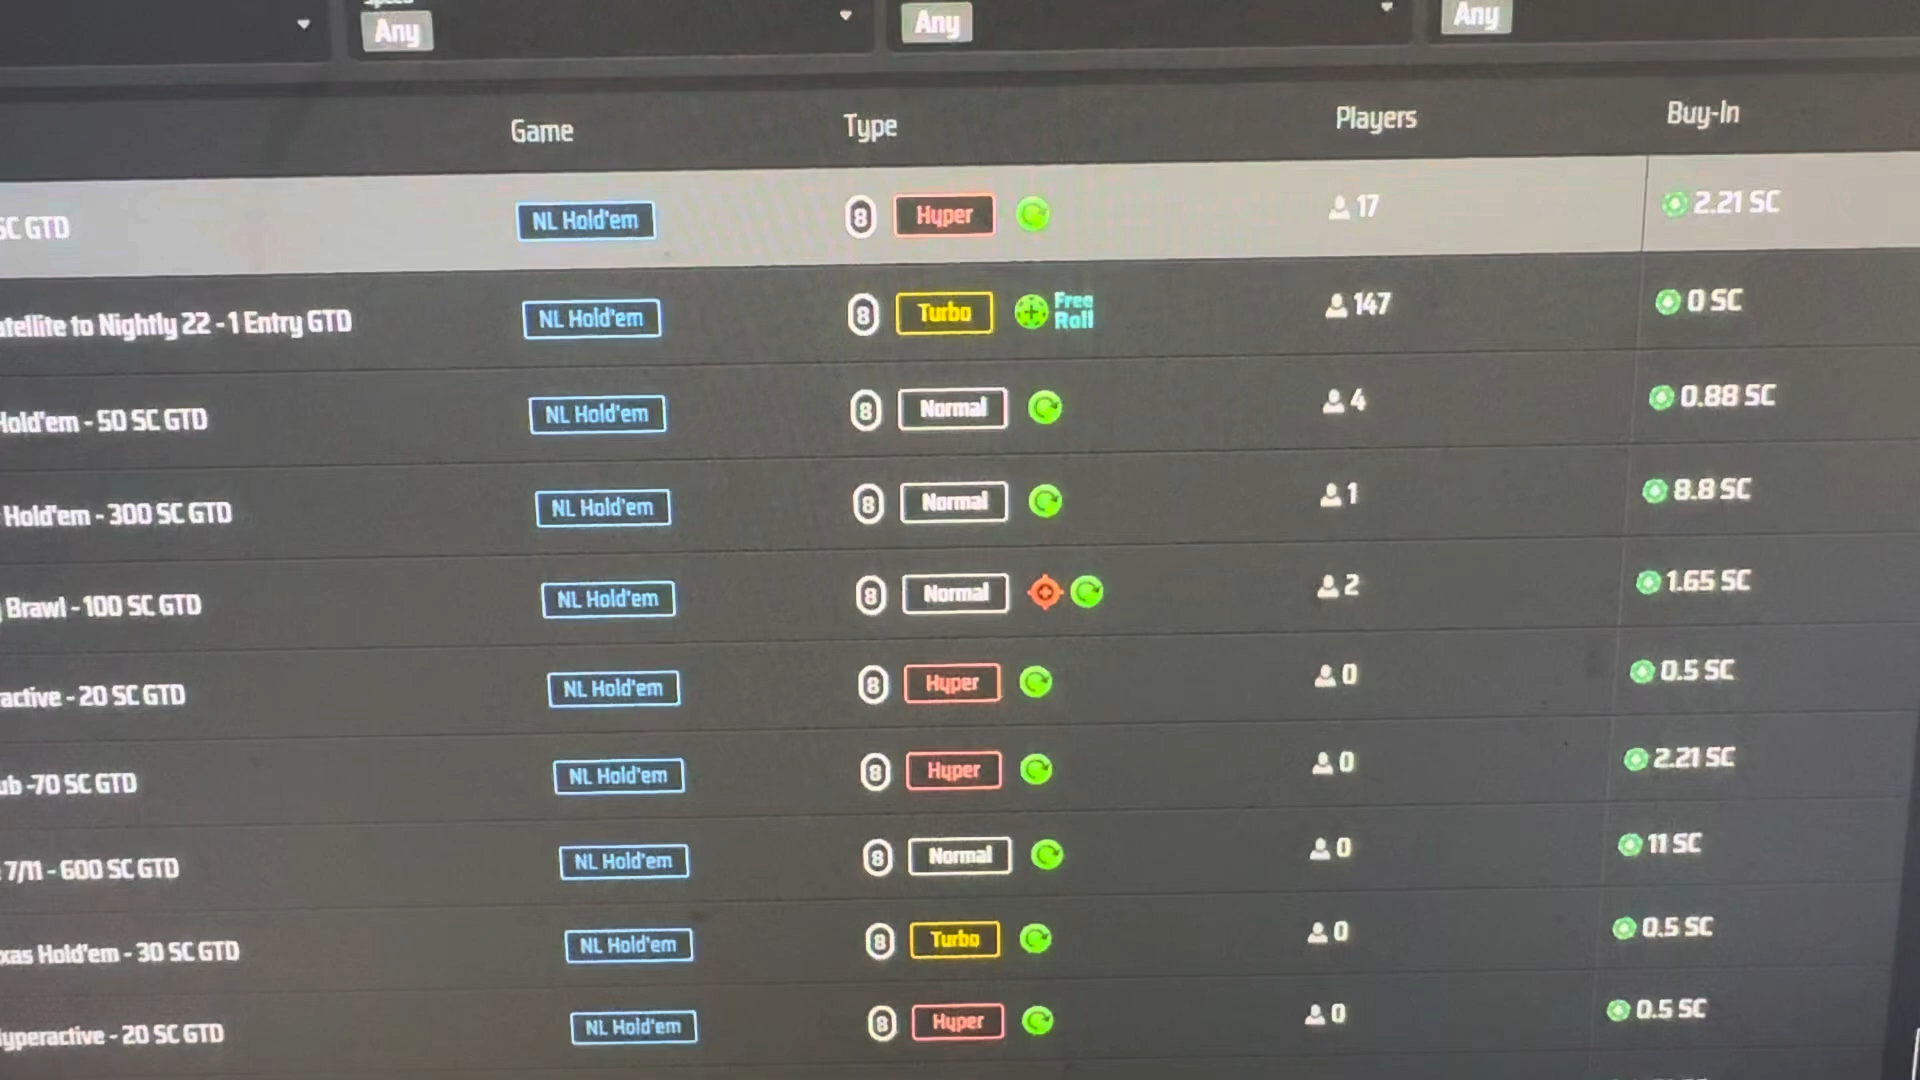 Any Any Any
Game Type Players Buy-In
SC GTD NL Hold'em 8 Hyper 17 2.21 SC
atellite to Nightly 22 - 1 Entry GTD NL Hold'em 8 Turbo Free Roll 147 0 SC
Hold'em - 50 SC GTD NL Hold'em 8 Normal 4 0.88 SC
Hold'em - 300 SC GTD NL Hold'em 8 Normal 1 8.8 SC
Brawl - 100 SC GTD NL Hold'em 8 Normal 2 1.65 SC
active - 20 SC GTD NL Hold'em 8 Hyper 0 0.5 SC
ub -70 SC GTD NL Hold'em 8 Hyper 0 2.21 SC
7/11 - 600 SC GTD NL Hold'em 8 Normal 0 11 SC
xas Hold'em - 30 SC GTD NL Hold'em 8 Turbo 0 0.5 SC
yperactive - 20 SC GTD NL Hold'em 8 Hyper 0 0.5 SC